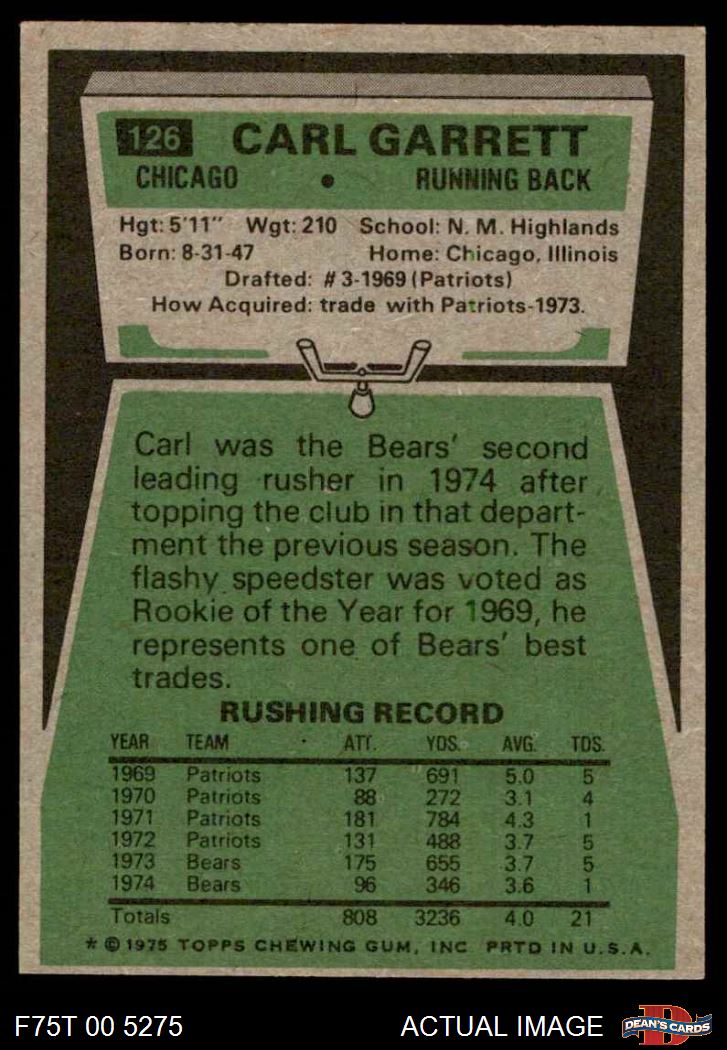 126 CARL GARRETT
CHICAGO • RUNNING BACK
Hgt: 5'11" Wgt: 210 School: N. M. Highlands
Born: 8-31-47 Home: Chicago, Illinois
Drafted: #3-1969 (Patriots)
How Acquired: trade with Patriots-1973.
Carl was the Bears' second
leading rusher in 1974 after
topping the club in that depart-
ment the previous season. The
flashy speedster was voted as
Rookie of the Year for 1969, he
represents one of Bears' best
trades.
RUSHING RECORD
YEAR TEAM ATT. YDS. AVG. TDS.
1969 Patriots 137 691 5.0 5
1970 Patriots 88 272 3.1 4
1971 Patriots 181 784 4.3 1
1972 Patriots 131 488 3.7 5
1973 Bears 175 655 3.7 5
1974 Bears 96 346 3.6 1
Totals 808 3236 4.0 21
* © 1975 TOPPS CHEWING GUM, INC PRTD IN U.S.A.
F75T 00 5275 ACTUAL IMAGE D DEAN'S CARDS